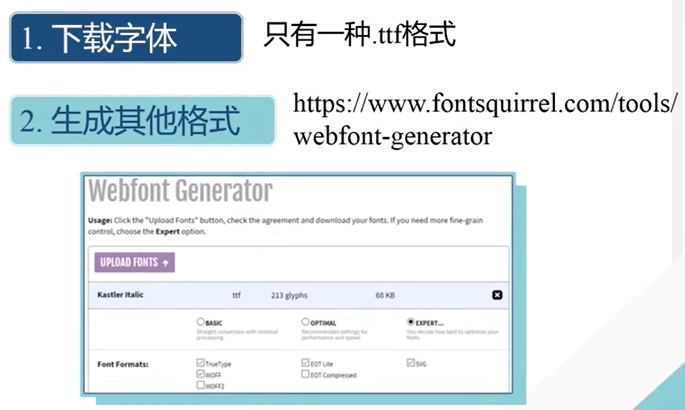 1. 下载字体
只有一种.ttf格式
2. 生成其他格式
https://www.fontsquirrel.com/tools/
webfont-generator
Webfont Generator
Usage: Click the "Upload Fonts" button, check the agreement and download your fonts. If you need more fine-grain
control, choose the Expert option.
UPLOAD FONTS
Kastler Italic ttf 213 glyphs 68 KB
BASIC OPTIMAL EXPERT...
Straight conversion with minimal Recommended settings for You decide how best to optimize your
processing. performance and speed. fonts.
Font Formats: TrueType EOT Lite SVG
WOFF EOT Compressed
WOFF2